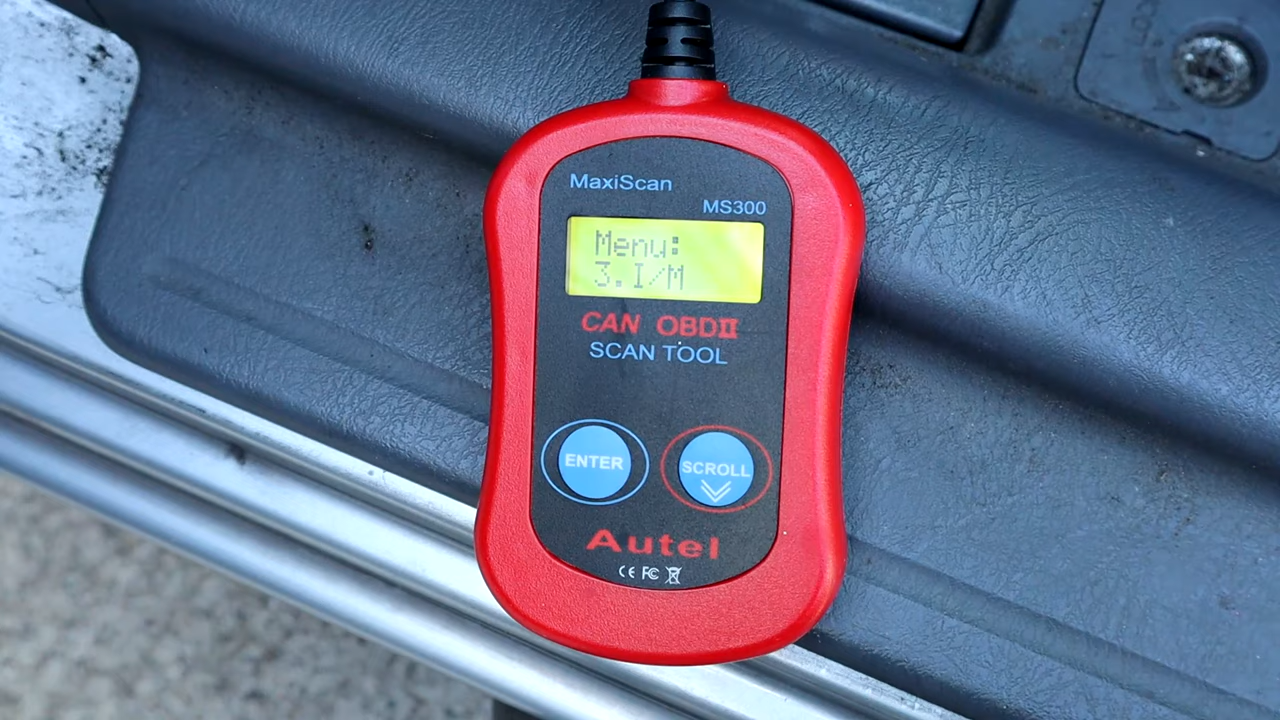 MaxiScan
MS300
Menu:
3.I/M
CAN OBDII
SCAN TOOL
ENTER
SCROLL
Autel
CE FC